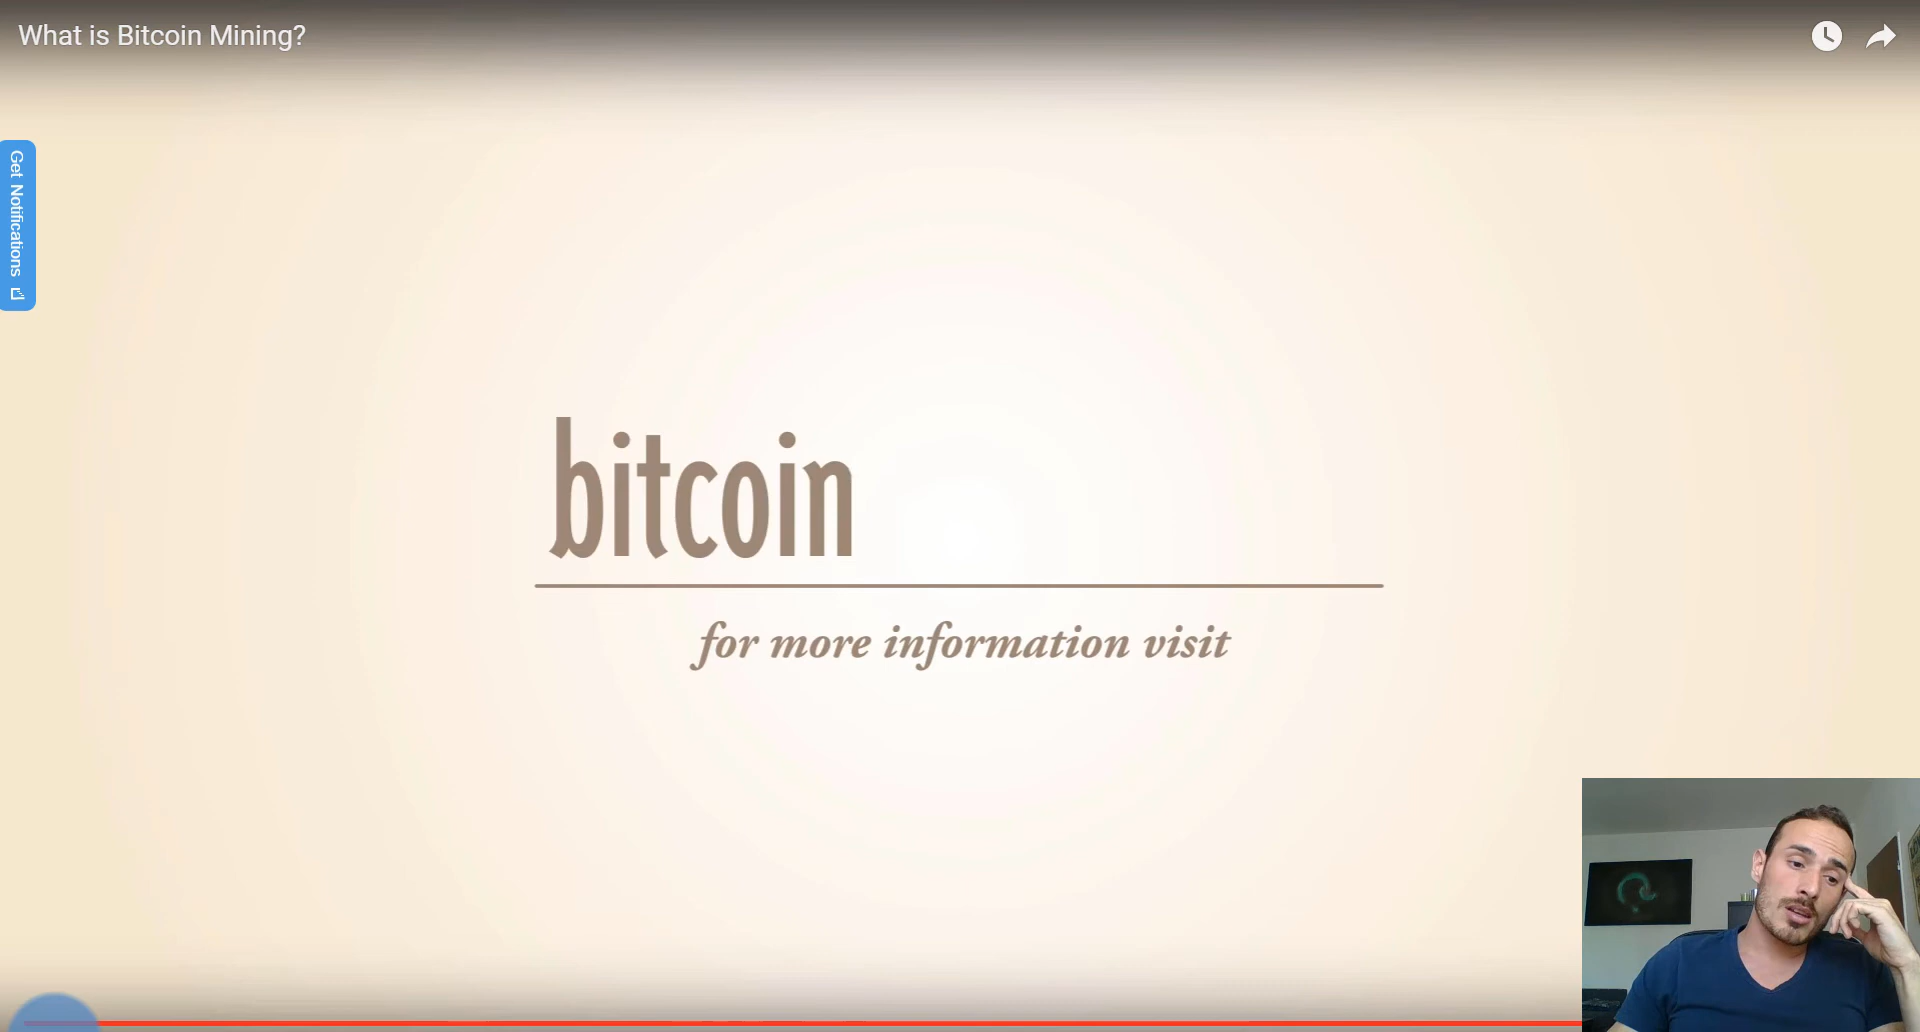 What is Bitcoin Mining?
Get Notifications
bitcoin
for more information visit